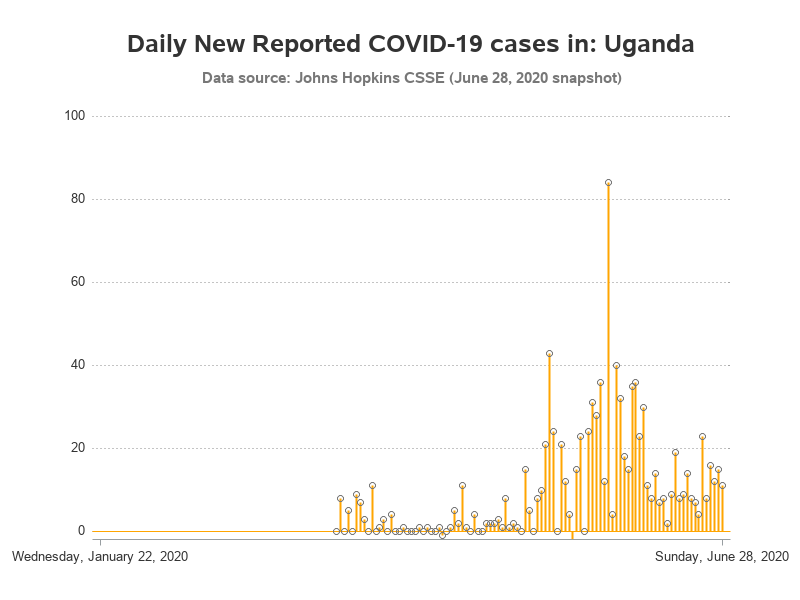 Daily New Reported COVID-19 cases in: Uganda
Data source: Johns Hopkins CSSE (June 28, 2020 snapshot)
100
80
60
40
20
0
Wednesday, January 22, 2020
Sunday, June 28, 2020